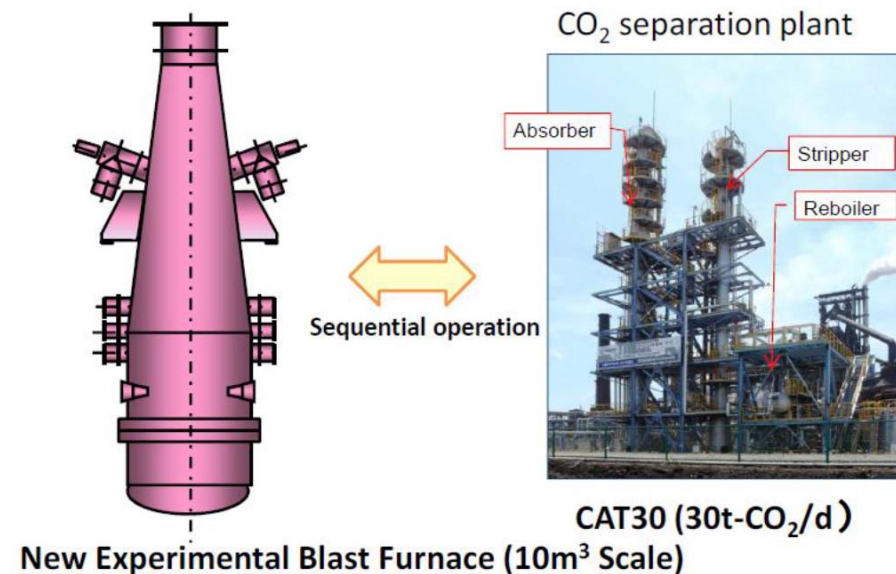 CO₂ separation plant
Absorber
Stripper
Reboiler
Sequential operation
CAT30 (30t-CO₂/d）
New Experimental Blast Furnace (10m³ Scale)